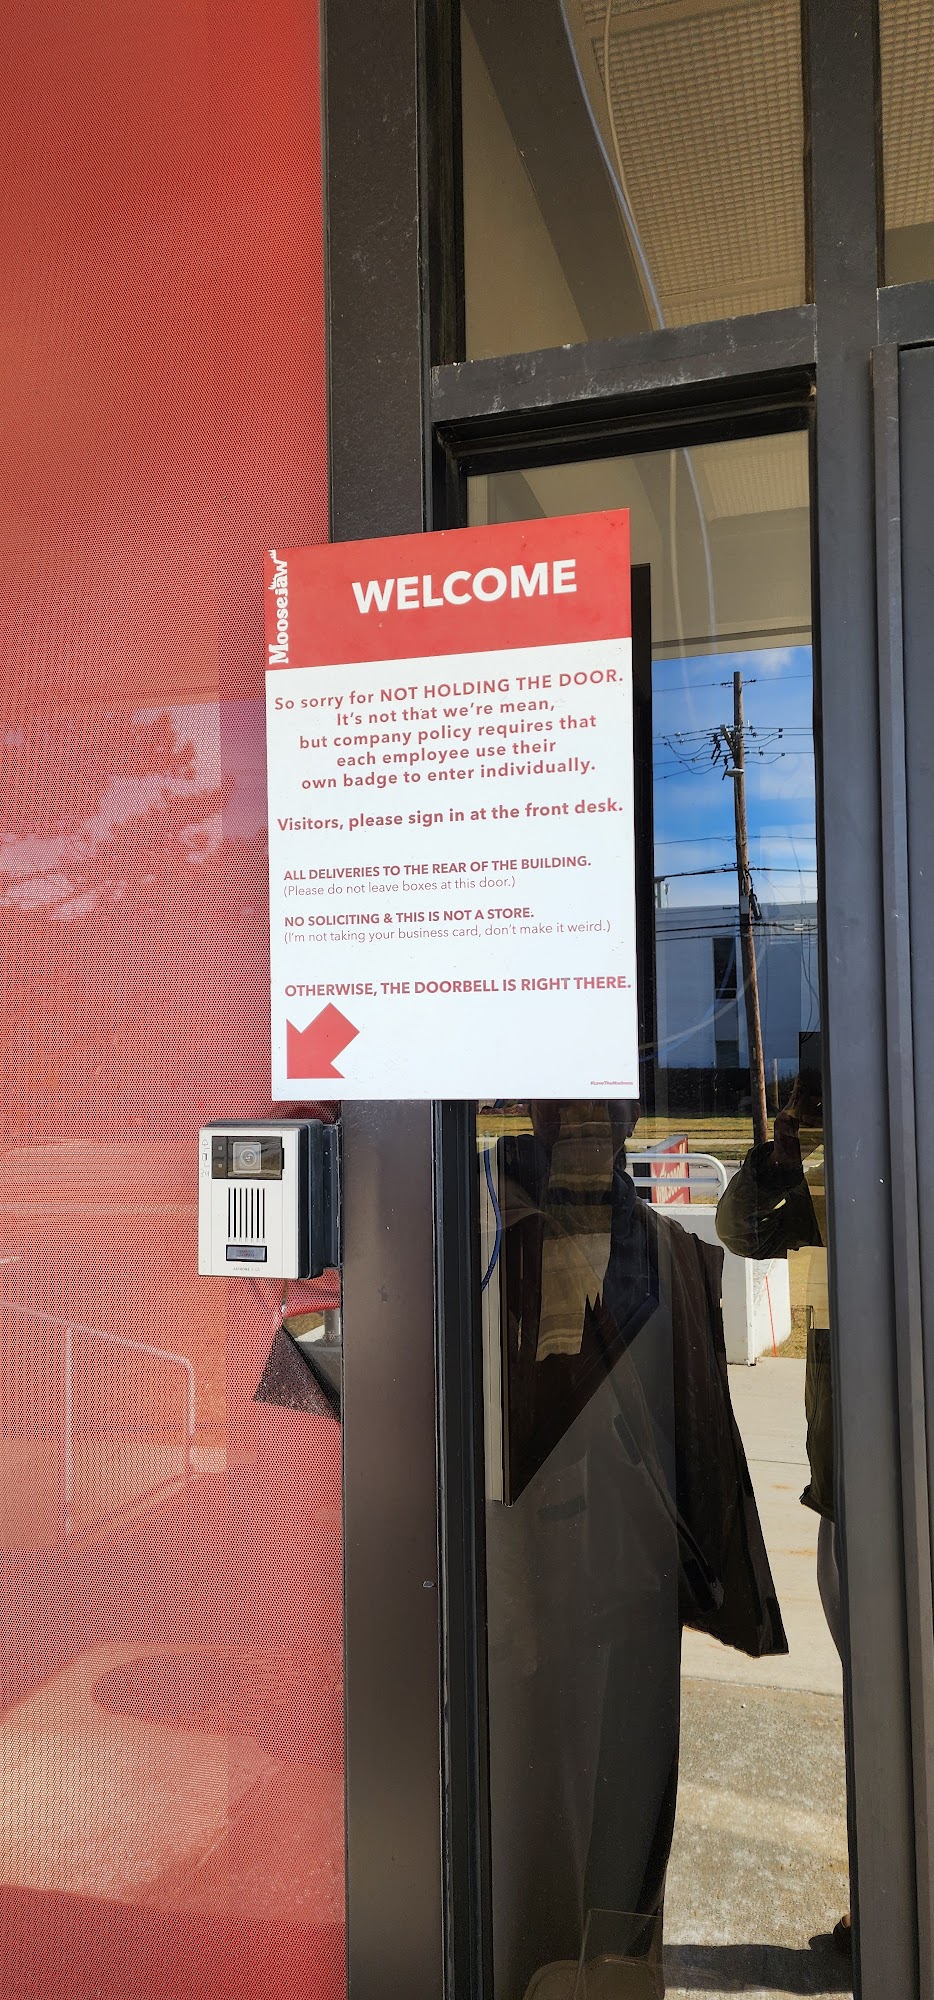 Moosejaw
WELCOME
So sorry for NOT HOLDING THE DOOR.
It's not that we're mean,
but company policy requires that
each employee use their
own badge to enter individually.
Visitors, please sign in at the front desk.
ALL DELIVERIES TO THE REAR OF THE BUILDING.
(Please do not leave boxes at this door.)
NO SOLICITING & THIS IS NOT A STORE.
(I'm not taking your business card, don't make it weird.)
OTHERWISE, THE DOORBELL IS RIGHT THERE.
#LoveTheMadness